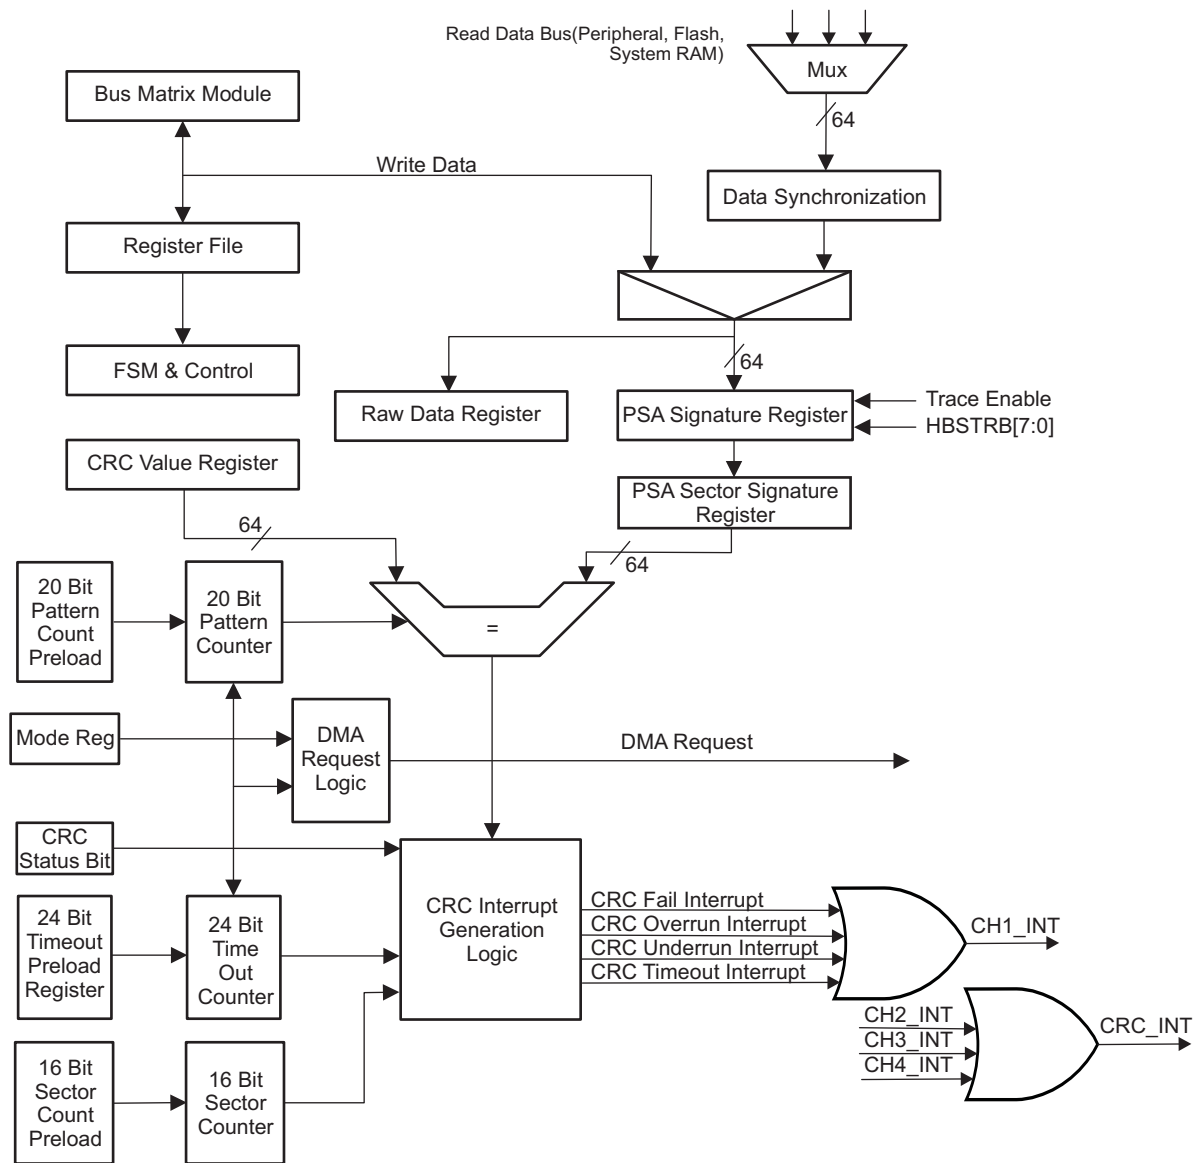 Read Data Bus(Peripheral, Flash,
System RAM)
Mux
64
Bus Matrix Module
Write Data
Data Synchronization
Register File
FSM & Control
64
Raw Data Register
PSA Signature Register
Trace Enable
HBSTRB[7:0]
CRC Value Register
PSA Sector Signature
Register
64
64
20 Bit
Pattern
Count
Preload
20 Bit
Pattern
Counter
=
Mode Reg
DMA
Request
Logic
DMA Request
CRC
Status Bit
24 Bit
Timeout
Preload
Register
24 Bit
Time
Out
Counter
CRC Interrupt
Generation
Logic
CRC Fail Interrupt
CRC Overrun Interrupt
CRC Underrun Interrupt
CRC Timeout Interrupt
CH1_INT
CH2_INT
CH3_INT
CH4_INT
CRC_INT
16 Bit
Sector
Count
Preload
16 Bit
Sector
Counter